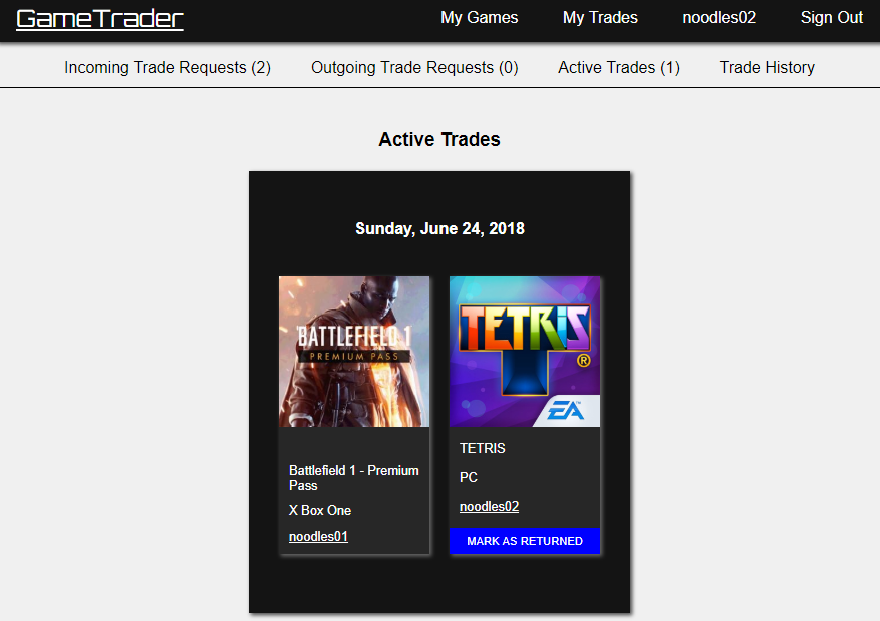 GameTrader
My Games
My Trades
noodles02
Sign Out
Incoming Trade Requests (2)
Outgoing Trade Requests (0)
Active Trades (1)
Trade History
Active Trades
Sunday, June 24, 2018
BATTLEFIELD 1
PREMIUM PASS
Battlefield 1 - Premium
Pass
X Box One
noodles01
TETRIS®
EA™
TETRIS
PC
noodles02
MARK AS RETURNED